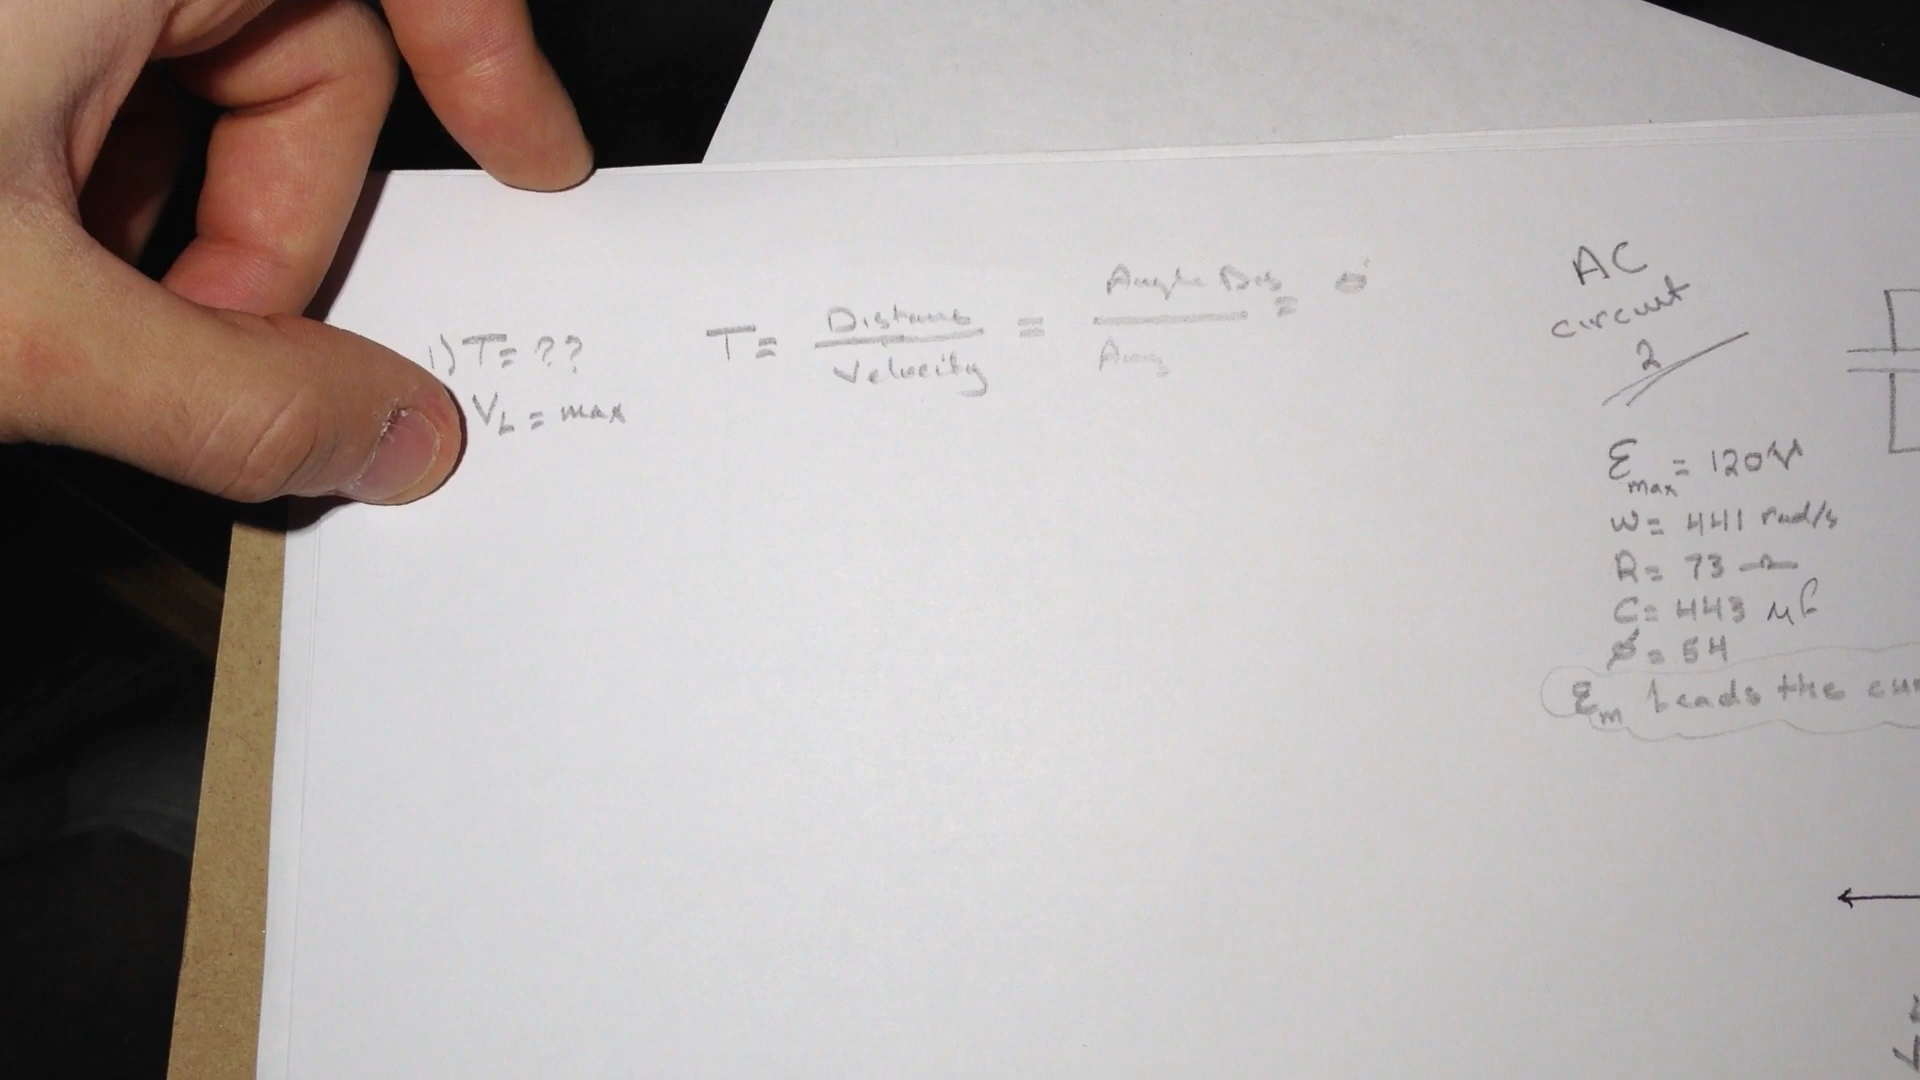 1) T= ??
V_L = max
T = Distance / Velocity = Angle Dis / Ang = θ
AC
circuit
2
ε_max = 120V
w = 441 rad/s
R = 73 Ω
C = 443 μf
ø = 54
ε_m Leads the